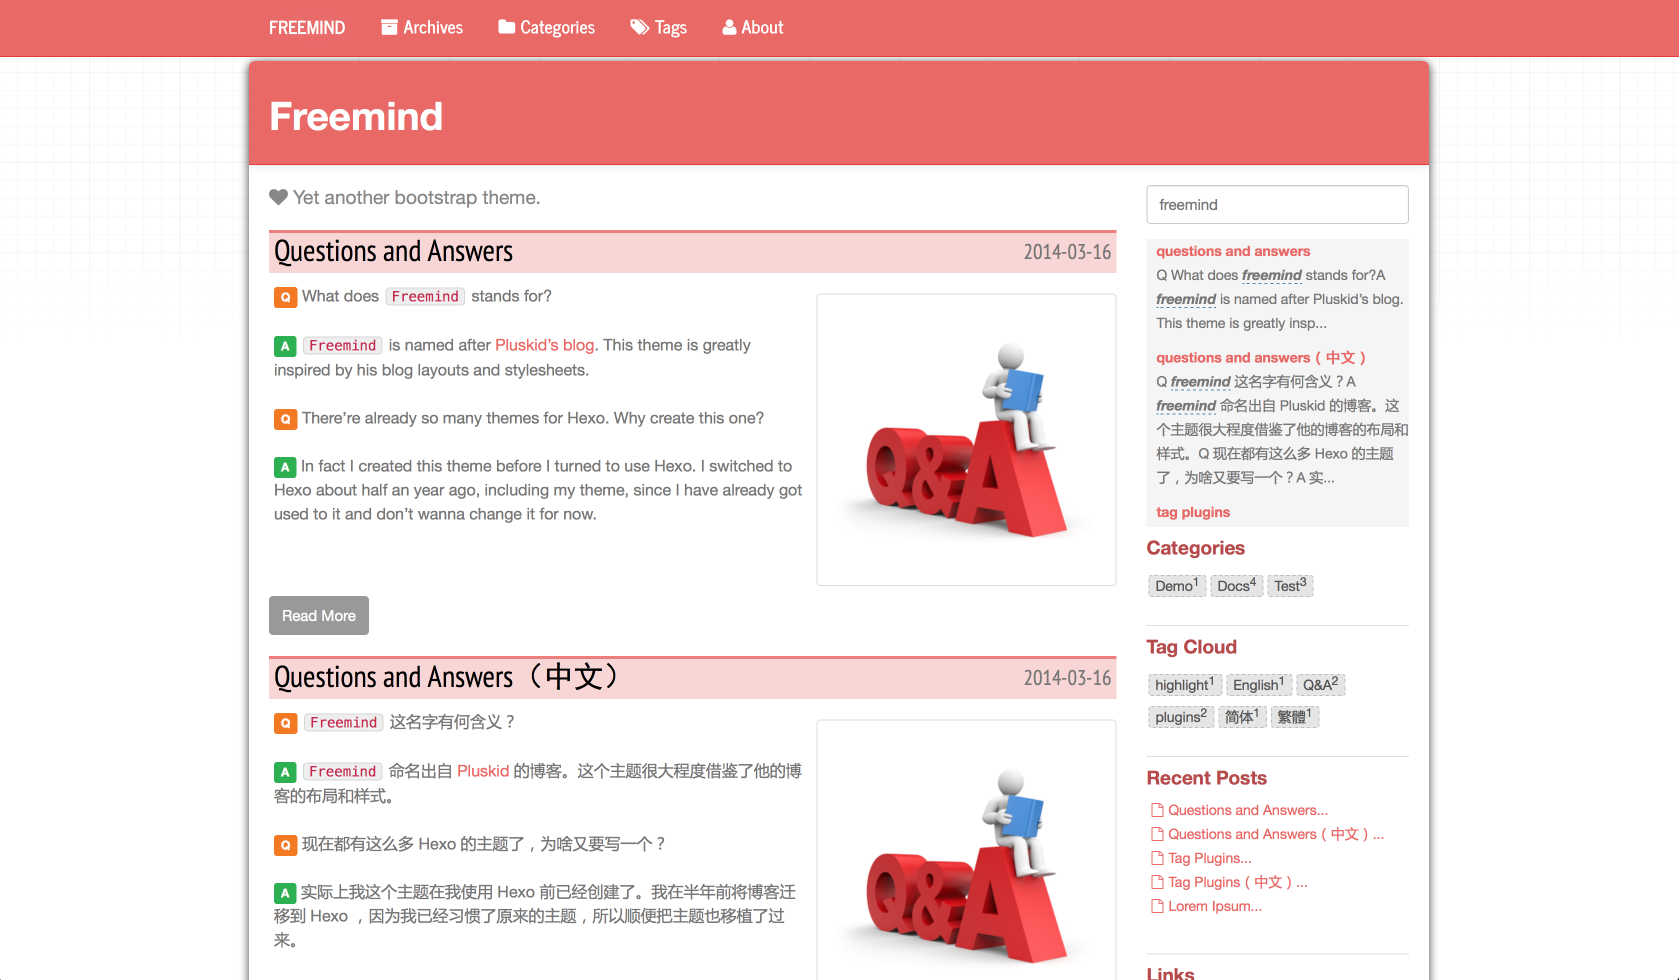 FREEMIND Archives Categories Tags About
Freemind
Yet another bootstrap theme.
Questions and Answers 2014-03-16
Q What does Freemind stands for?
A Freemind is named after Pluskid's blog. This theme is greatly
inspired by his blog layouts and stylesheets.
Q There're already so many themes for Hexo. Why create this one?
A In fact I created this theme before I turned to use Hexo. I switched to
Hexo about half an year ago, including my theme, since I have already got
used to it and don't wanna change it for now.
Q&A
Read More
Questions and Answers（中文） 2014-03-16
Q Freemind 这名字有何含义？
A Freemind 命名出自 Pluskid 的博客。这个主题很大程度借鉴了他的博
客的布局和样式。
Q 现在都有这么多 Hexo 的主题了，为啥又要写一个？
A 实际上我这个主题在我使用 Hexo 前已经创建了。我在半年前将博客迁
移到 Hexo ，因为我已经习惯了原来的主题，所以顺便把主题也移植了过
来。
Q&A
freemind
questions and answers
Q What does freemind stands for?A
freemind is named after Pluskid's blog.
This theme is greatly insp...
questions and answers（中文）
Q freemind 这名字有何含义？A
freemind 命名出自 Pluskid 的博客。这
个主题很大程度借鉴了他的博客的布局和
样式。Q 现在都有这么多 Hexo 的主题
了，为啥又要写一个？A 实...
tag plugins
Categories
Demo1 Docs4 Test3
Tag Cloud
highlight1 English1 Q&A2
plugins2 简体1 繁體1
Recent Posts
Questions and Answers...
Questions and Answers（中文）...
Tag Plugins...
Tag Plugins（中文）...
Lorem Ipsum...
Links